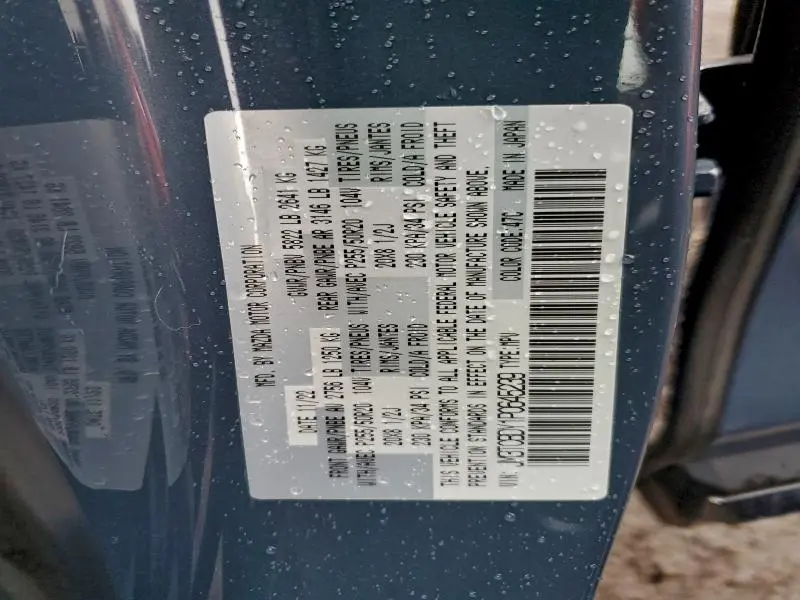 MFD. BY MAZDA MOTOR CORPORATION
DATE 11/22 GAWR/PNBV 5822 LB 2641 KG
FRONT GAWR/PNBE AV 2756 LB 1250 KG REAR GAWR/PNBE AR 3146 LB 1427 KG
WITH/AVEC P255/50R20 104V TIRES/PNEUS WITH/AVEC P255/50R20 104V TIRES/PNEUS
20X8 1/2J RIMS/JANTES 20X8 1/2J RIMS/JANTES
230 KPA/34 PSI COLD/A FROID 230 KPA/34 PSI COLD/A FROID
THIS VEHICLE CONFORMS TO ALL APPLICABLE FEDERAL MOTOR VEHICLE SAFETY AND THEFT
PREVENTION STANDARDS IN EFFECT ON THE DATE OF MANUFACTURE SHOWN ABOVE.
VIN: TYPE:MPV COLOR CODE:47C MADE IN JAPAN